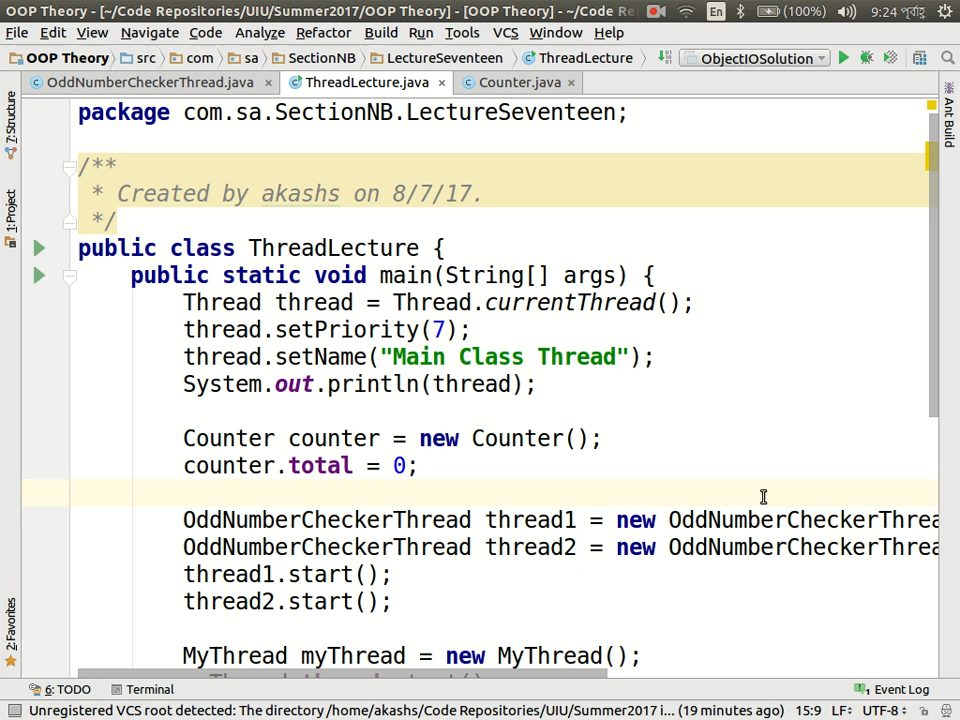 OOP Theory - [~/Code Repositories/UIU/Summer2017/OOP Theory] - [OOP Theory] - ~/Code
En (100%) 9:24 পূর্বাহ্ন
File Edit View Navigate Code Analyze Refactor Build Run Tools VCS Window Help
OOP Theory src com sa SectionNB LectureSeventeen ThreadLecture ObjectIOSolution
OddNumberCheckerThread.java ThreadLecture.java Counter.java
7: Structure
1: Project
2: Favorites
Ant Build
package com.sa.SectionNB.LectureSeventeen;
/**
* Created by akashs on 8/7/17.
*/
public class ThreadLecture {
public static void main(String[] args) {
Thread thread = Thread.currentThread();
thread.setPriority(7);
thread.setName("Main Class Thread");
System.out.println(thread);
Counter counter = new Counter();
counter.total = 0;
OddNumberCheckerThread thread1 = new OddNumberCheckerThrea
OddNumberCheckerThread thread2 = new OddNumberCheckerThrea
thread1.start();
thread2.start();
MyThread myThread = new MyThread();
6: TODO Terminal 1 Event Log
Unregistered VCS root detected: The directory /home/akashs/Code Repositories/UIU/Summer2017 i... (19 minutes ago) 15:9 LF UTF-8